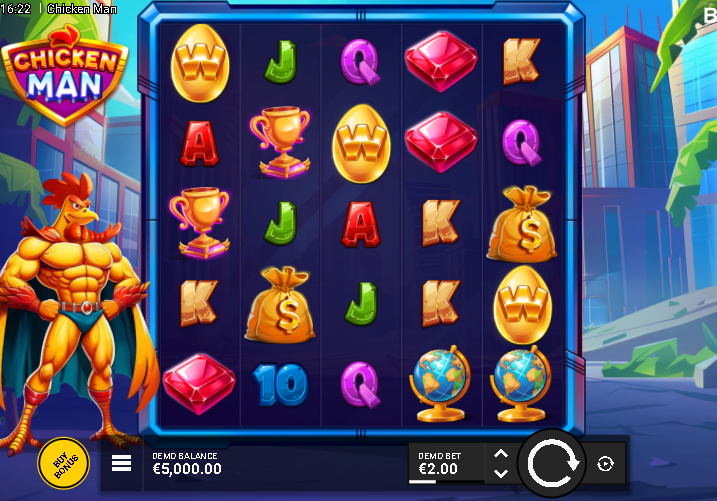 16:22 | Chicken Man
B
CHICKEN
MAN
W J Q K
A W Q
J A K $
K $ J K W
10 Q
BUY
BONUS
DEMO BALANCE
€5,000.00
DEMO BET
€2.00